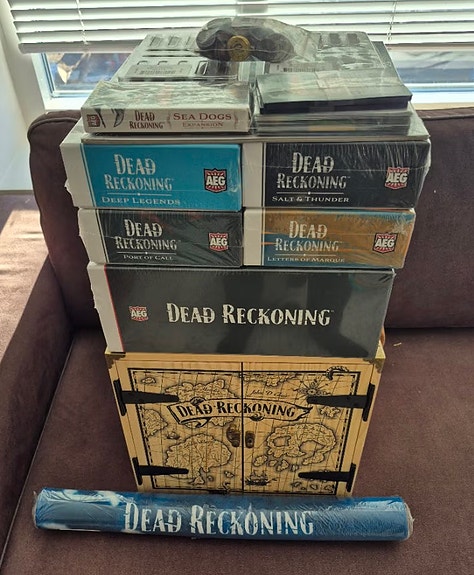 DEAD RECKONING
SEA DOGS
EXPANSION
DEAD RECKONING
DEEP LEGENDS
AEG
DEAD RECKONING
SALT & THUNDER
AEG
DEAD RECKONING
PORT OF CALL
AEG
DEAD RECKONING
LETTERS OF MARQUE
AEG
AEG
DEAD RECKONING
DEAD RECKONING
DEAD RECKONING